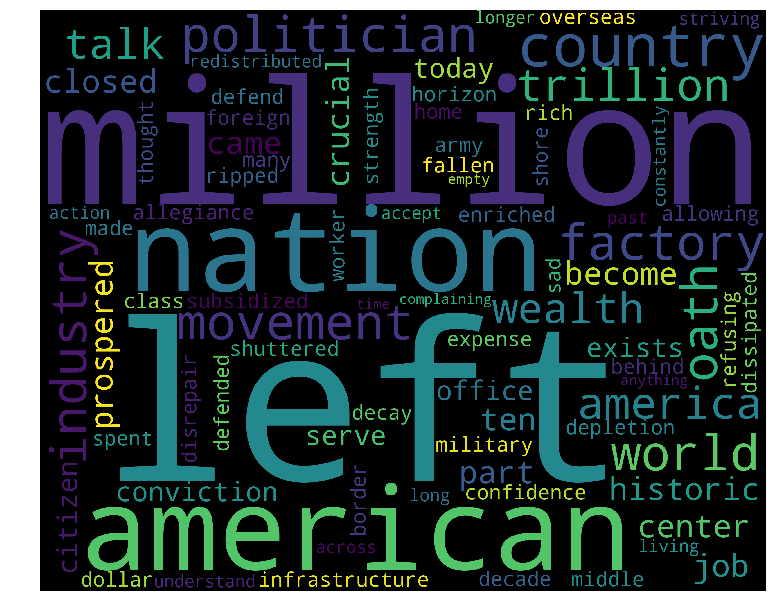 longer overseas striving
talk politician country
redistributed
closed defend million today horizon trillion
thought foreign crucial strength home rich shore constantly
came many army
ripped fallen
empty
action made allegiance worker accept enriched past allowing
nation factory
industry prospered class subsidized time complaining become sad oath refusing dissipated
movement wealth
shuttered left expense exists
disrepair defended behind
anything
office america
spent decay ten depletion
serve military world
citizen conviction border part
long confidence historic
american center
across living job
dollar understand infrastructure decade middle